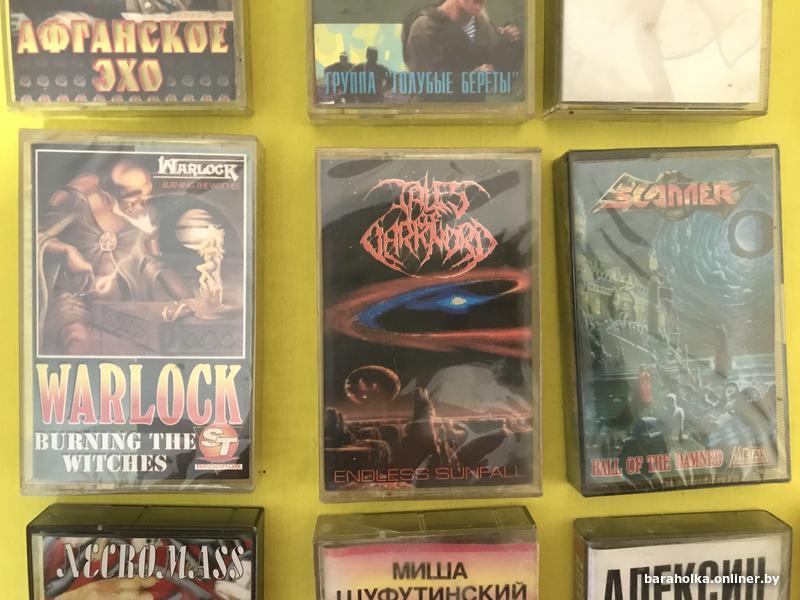 АФГАНСКОЕ
ЭХО
ГРУППА "ГОЛУБЫЕ БЕРЕТЫ"
WARLOCK
BURNING THE WITCHES
WARLOCK
BURNING THE
WITCHES
ST
RECORDS
TALES
OF
DARKNORD
ENDLESS SUNFALL
SCANNER
BALL OF THE DAMNED
METAL
NECROMASS
МИША
ШУФУТИНСКИЙ
АЛЕКСИН
baraholka.onliner.by